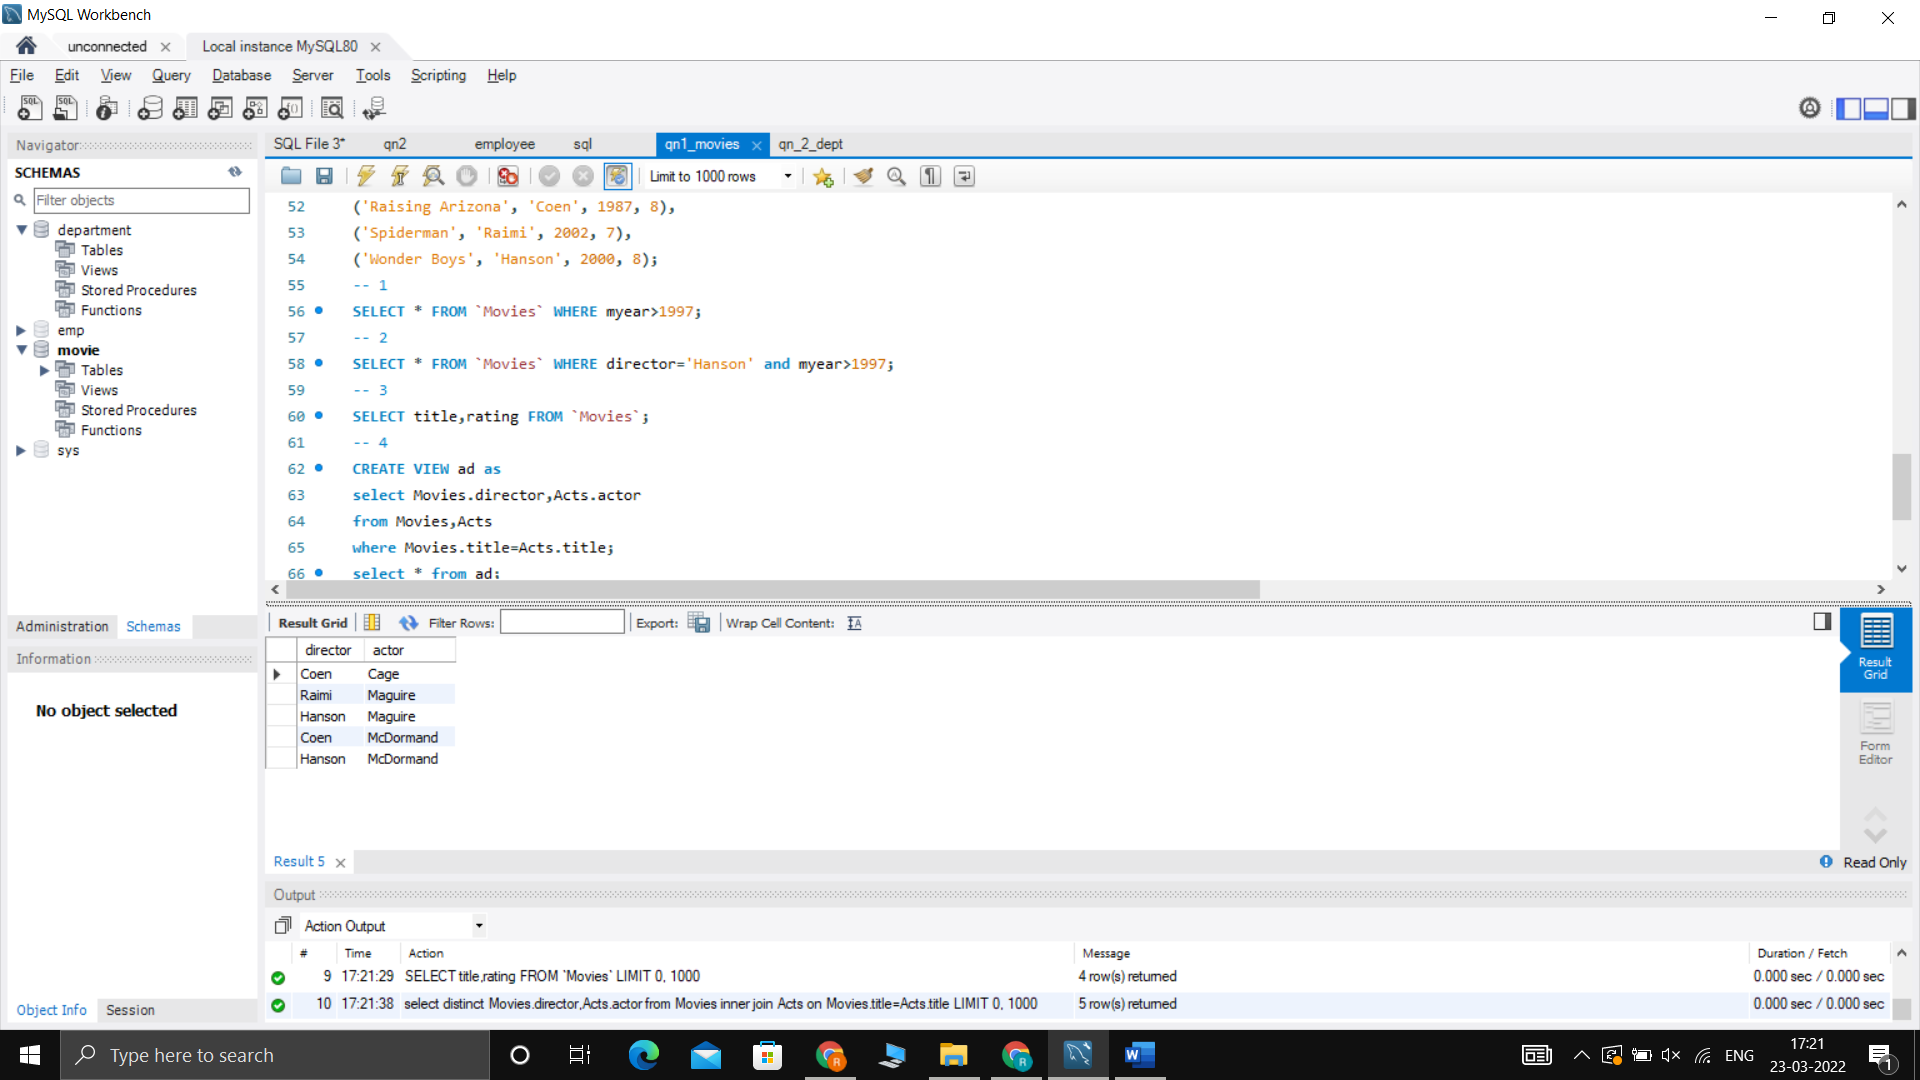 MySQL Workbench
unconnected
Local instance MySQL80
File Edit View Query Database Server Tools Scripting Help
Navigator
SCHEMAS
Filter objects
department
Tables
Views
Stored Procedures
Functions
emp
movie
Tables
Views
Stored Procedures
Functions
sys
Administration Schemas
Information
No object selected
Object Info Session
SQL File 3* qn2 employee sql qn1_movies qn_2_dept
Limit to 1000 rows
52 ('Raising Arizona', 'Coen', 1987, 8),
53 ('Spiderman', 'Raimi', 2002, 7),
54 ('Wonder Boys', 'Hanson', 2000, 8);
55 -- 1
56 SELECT * FROM `Movies` WHERE myear>1997;
57 -- 2
58 SELECT * FROM `Movies` WHERE director='Hanson' and myear>1997;
59 -- 3
60 SELECT title,rating FROM `Movies`;
61 -- 4
62 CREATE VIEW ad as
63 select Movies.director,Acts.actor
64 from Movies,Acts
65 where Movies.title=Acts.title;
66 select * from ad;
Result Grid Filter Rows: Export: Wrap Cell Content:
director actor
Coen Cage
Raimi Maguire
Hanson Maguire
Coen McDormand
Hanson McDormand
Result Grid
Form Editor
Result 5
Read Only
Output
Action Output
# Time Action Message Duration / Fetch
9 17:21:29 SELECT title,rating FROM `Movies` LIMIT 0, 1000 4 row(s) returned 0.000 sec / 0.000 sec
10 17:21:38 select distinct Movies.director,Acts.actor from Movies inner join Acts on Movies.title=Acts.title LIMIT 0, 1000 5 row(s) returned 0.000 sec / 0.000 sec
Type here to search
ENG
17:21
23-03-2022
1